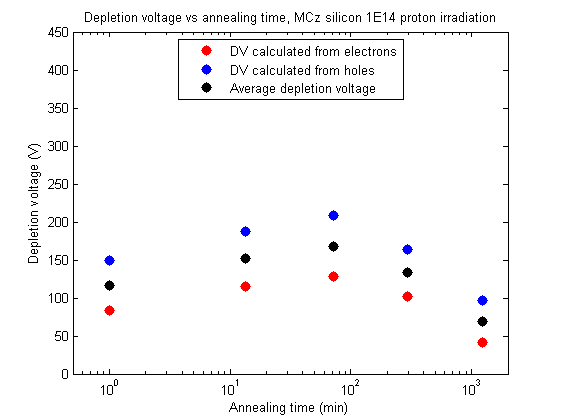 Depletion voltage vs annealing time, MCz silicon 1E14 proton irradiation
DV calculated from electrons
DV calculated from holes
Average depletion voltage
450
400
350
300
250
200
150
100
50
0
Depletion voltage (V)
10^0
10^1
10^2
10^3
Annealing time (min)